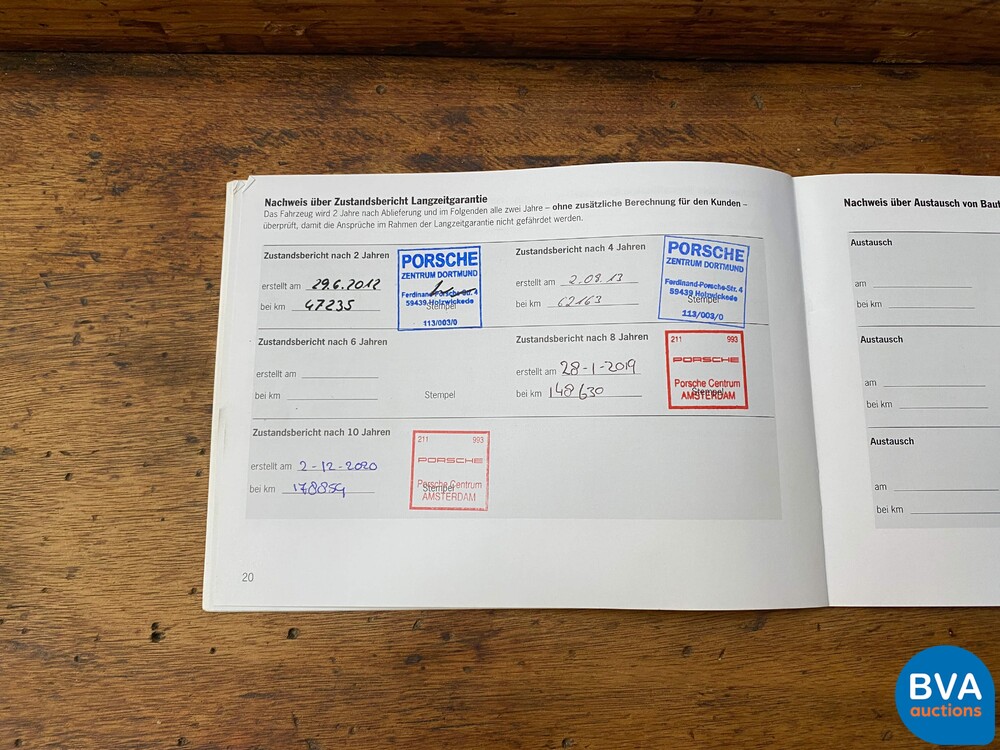 Nachweis über Zustandsbericht Langzeitgarantie
Das Fahrzeug wird 2 Jahre nach Ablieferung und im Folgenden alle zwei Jahre – ohne zusätzliche Berechnung für den Kunden –
überprüft, damit die Ansprüche im Rahmen der Langzeitgarantie nicht gefährdet werden.
Zustandsbericht nach 2 Jahren
erstellt am 29.6.2012
bei km 47235
PORSCHE
ZENTRUM DORTMUND
Ferdinand-Porsche-Str. 4
59439 Holzwickede
Stempel
113/003/0
Zustandsbericht nach 4 Jahren
erstellt am 2.08.13
bei km 62163
PORSCHE
ZENTRUM DORTMUND
Ferdinand-Porsche-Str. 4
59439 Holzwickede
Stempel
113/003/0
Zustandsbericht nach 6 Jahren
erstellt am
bei km
Stempel
Zustandsbericht nach 8 Jahren
erstellt am 28-1-2019
bei km 148630
211 993
PORSCHE
Porsche Centrum
Stempel
AMSTERDAM
Zustandsbericht nach 10 Jahren
erstellt am 2-12-2020
bei km 178859
211 993
PORSCHE
Porsche Centrum
Stempel
AMSTERDAM
20
Nachweis über Austausch von
Austausch
am
bei km
Austausch
am
bei km
Austausch
am
bei km
BVA
auctions